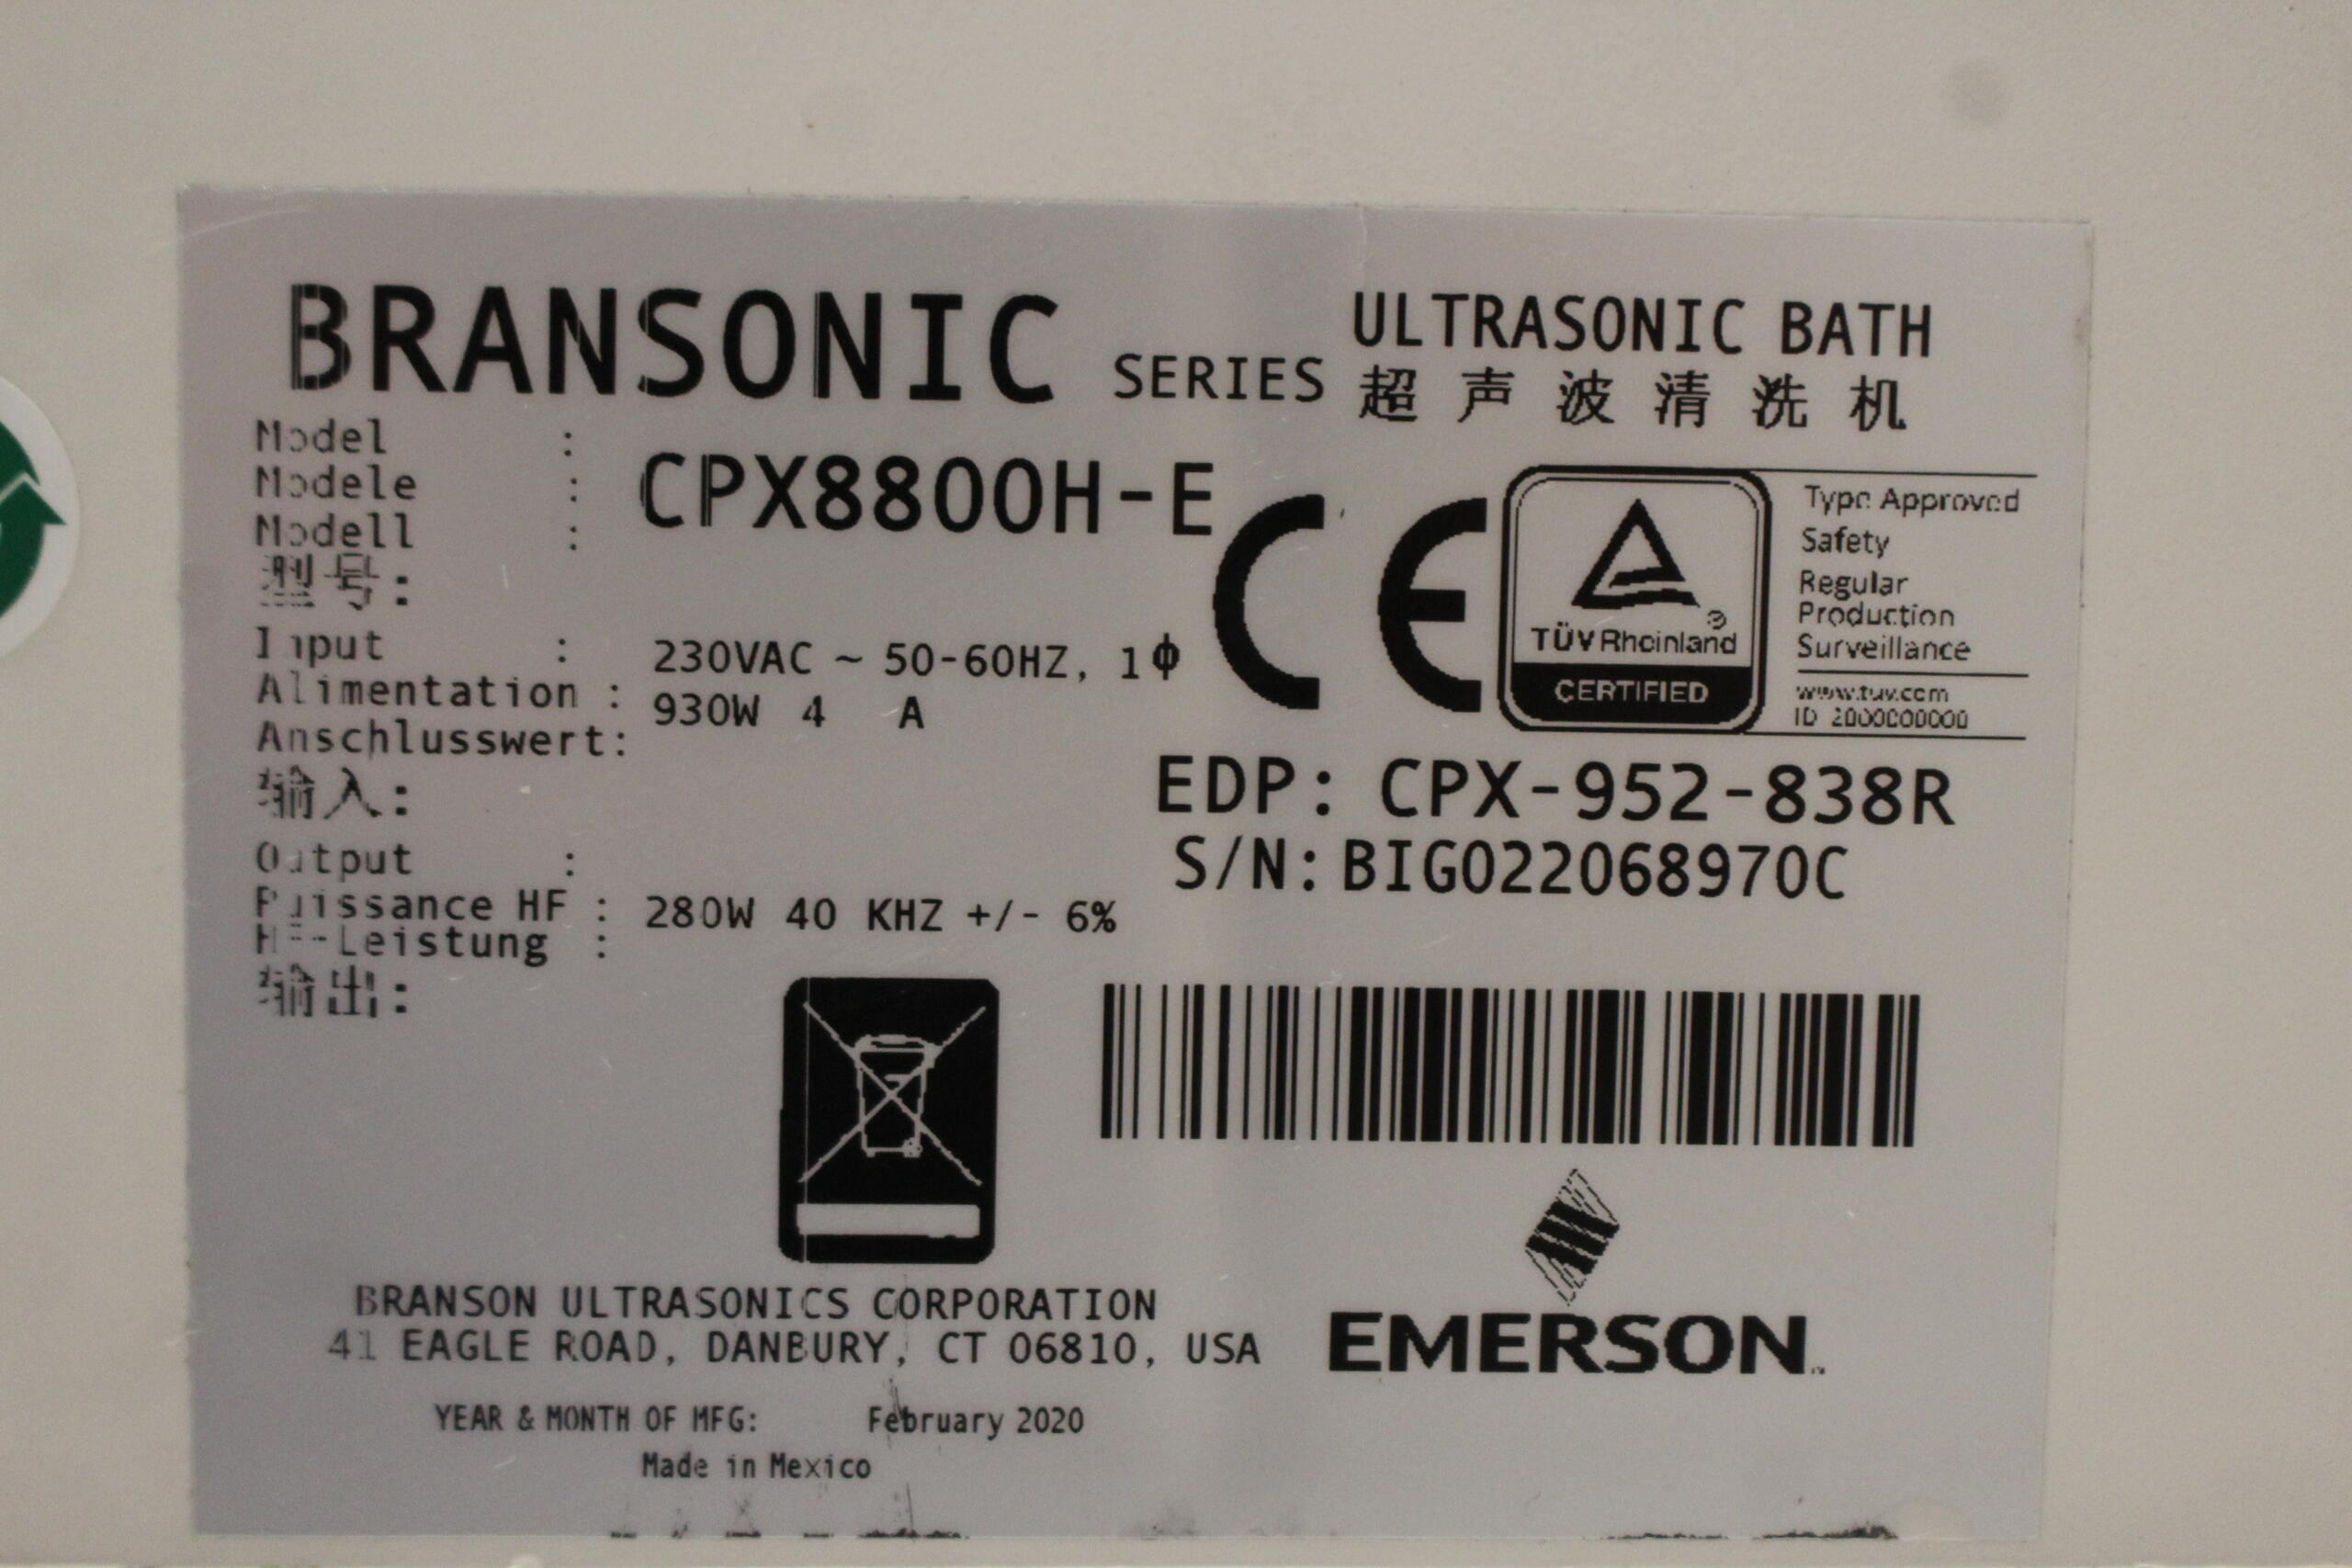 BRANSONIC SERIES
ULTRASONIC BATH
超声波清洗机
Model :
Modele :
Modell :
型号:
CPX8800H-E
CE
TÜVRheinland ®
CERTIFIED
Type Approved
Safety
Regular
Production
Surveillance
www.tuv.com
ID 2000000000
Input :
Alimentation :
Anschlusswert:
输入:
230VAC ~ 50-60HZ, 1Φ
930W 4 A
EDP: CPX-952-838R
S/N: BIG022068970C
Output :
Puissance HF :
HF-Leistung :
输出:
280W 40 KHZ +/- 6%
BRANSON ULTRASONICS CORPORATION
41 EAGLE ROAD, DANBURY, CT 06810, USA
EMERSON
YEAR & MONTH OF MFG: February 2020
Made in Mexico